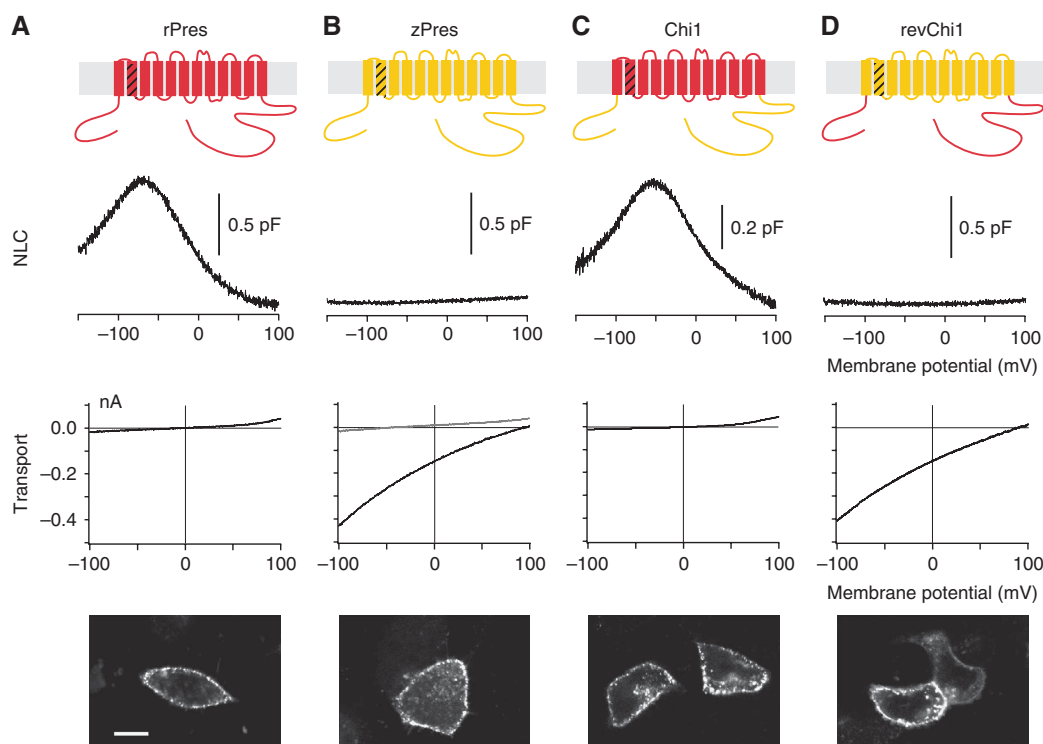 A rPres B zPres C Chi1 D revChi1
NLC
0.5 pF 0.5 pF 0.2 pF 0.5 pF
−100 0 100 −100 0 100 −100 0 100 −100 0 100
Membrane potential (mV)
Transport
nA
0.0
−0.2
−0.4
−100 0 100 −100 0 100 −100 0 100 −100 0 100
Membrane potential (mV)